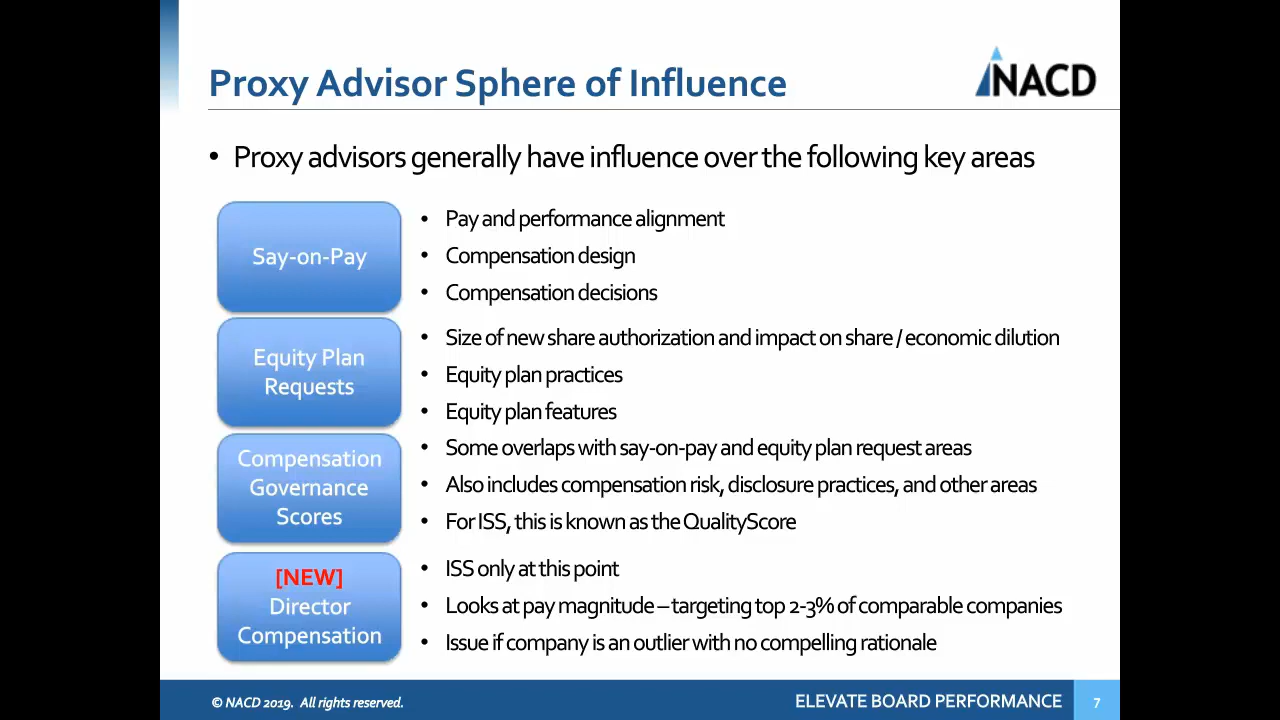 Proxy Advisor Sphere of Influence
NACD
• Proxy advisors generally have influence over the following key areas
Say-on-Pay
• Pay and performance alignment
• Compensation design
• Compensation decisions
Equity Plan
Requests
• Size of new share authorization and impact on share / economic dilution
• Equity plan practices
• Equity plan features
Compensation
Governance
Scores
• Some overlaps with say-on-pay and equity plan request areas
• Also includes compensation risk, disclosure practices, and other areas
• For ISS, this is known as the QualityScore
[NEW]
Director
Compensation
• ISS only at this point
• Looks at pay magnitude – targeting top 2-3% of comparable companies
• Issue if company is an outlier with no compelling rationale
© NACD 2019. All rights reserved.
ELEVATE BOARD PERFORMANCE
7